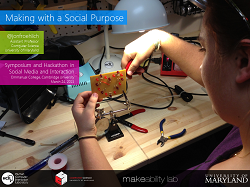 Making with a Social Purpose
@jonfroehlich
Assistant Professor
Computer Science
University of Maryland
Symposium and Hackathon in
Social Media and Interaction
Emmanuel College, Cambridge University
March 24, 2015
makeability lab
UNIVERSITY OF
MARYLAND